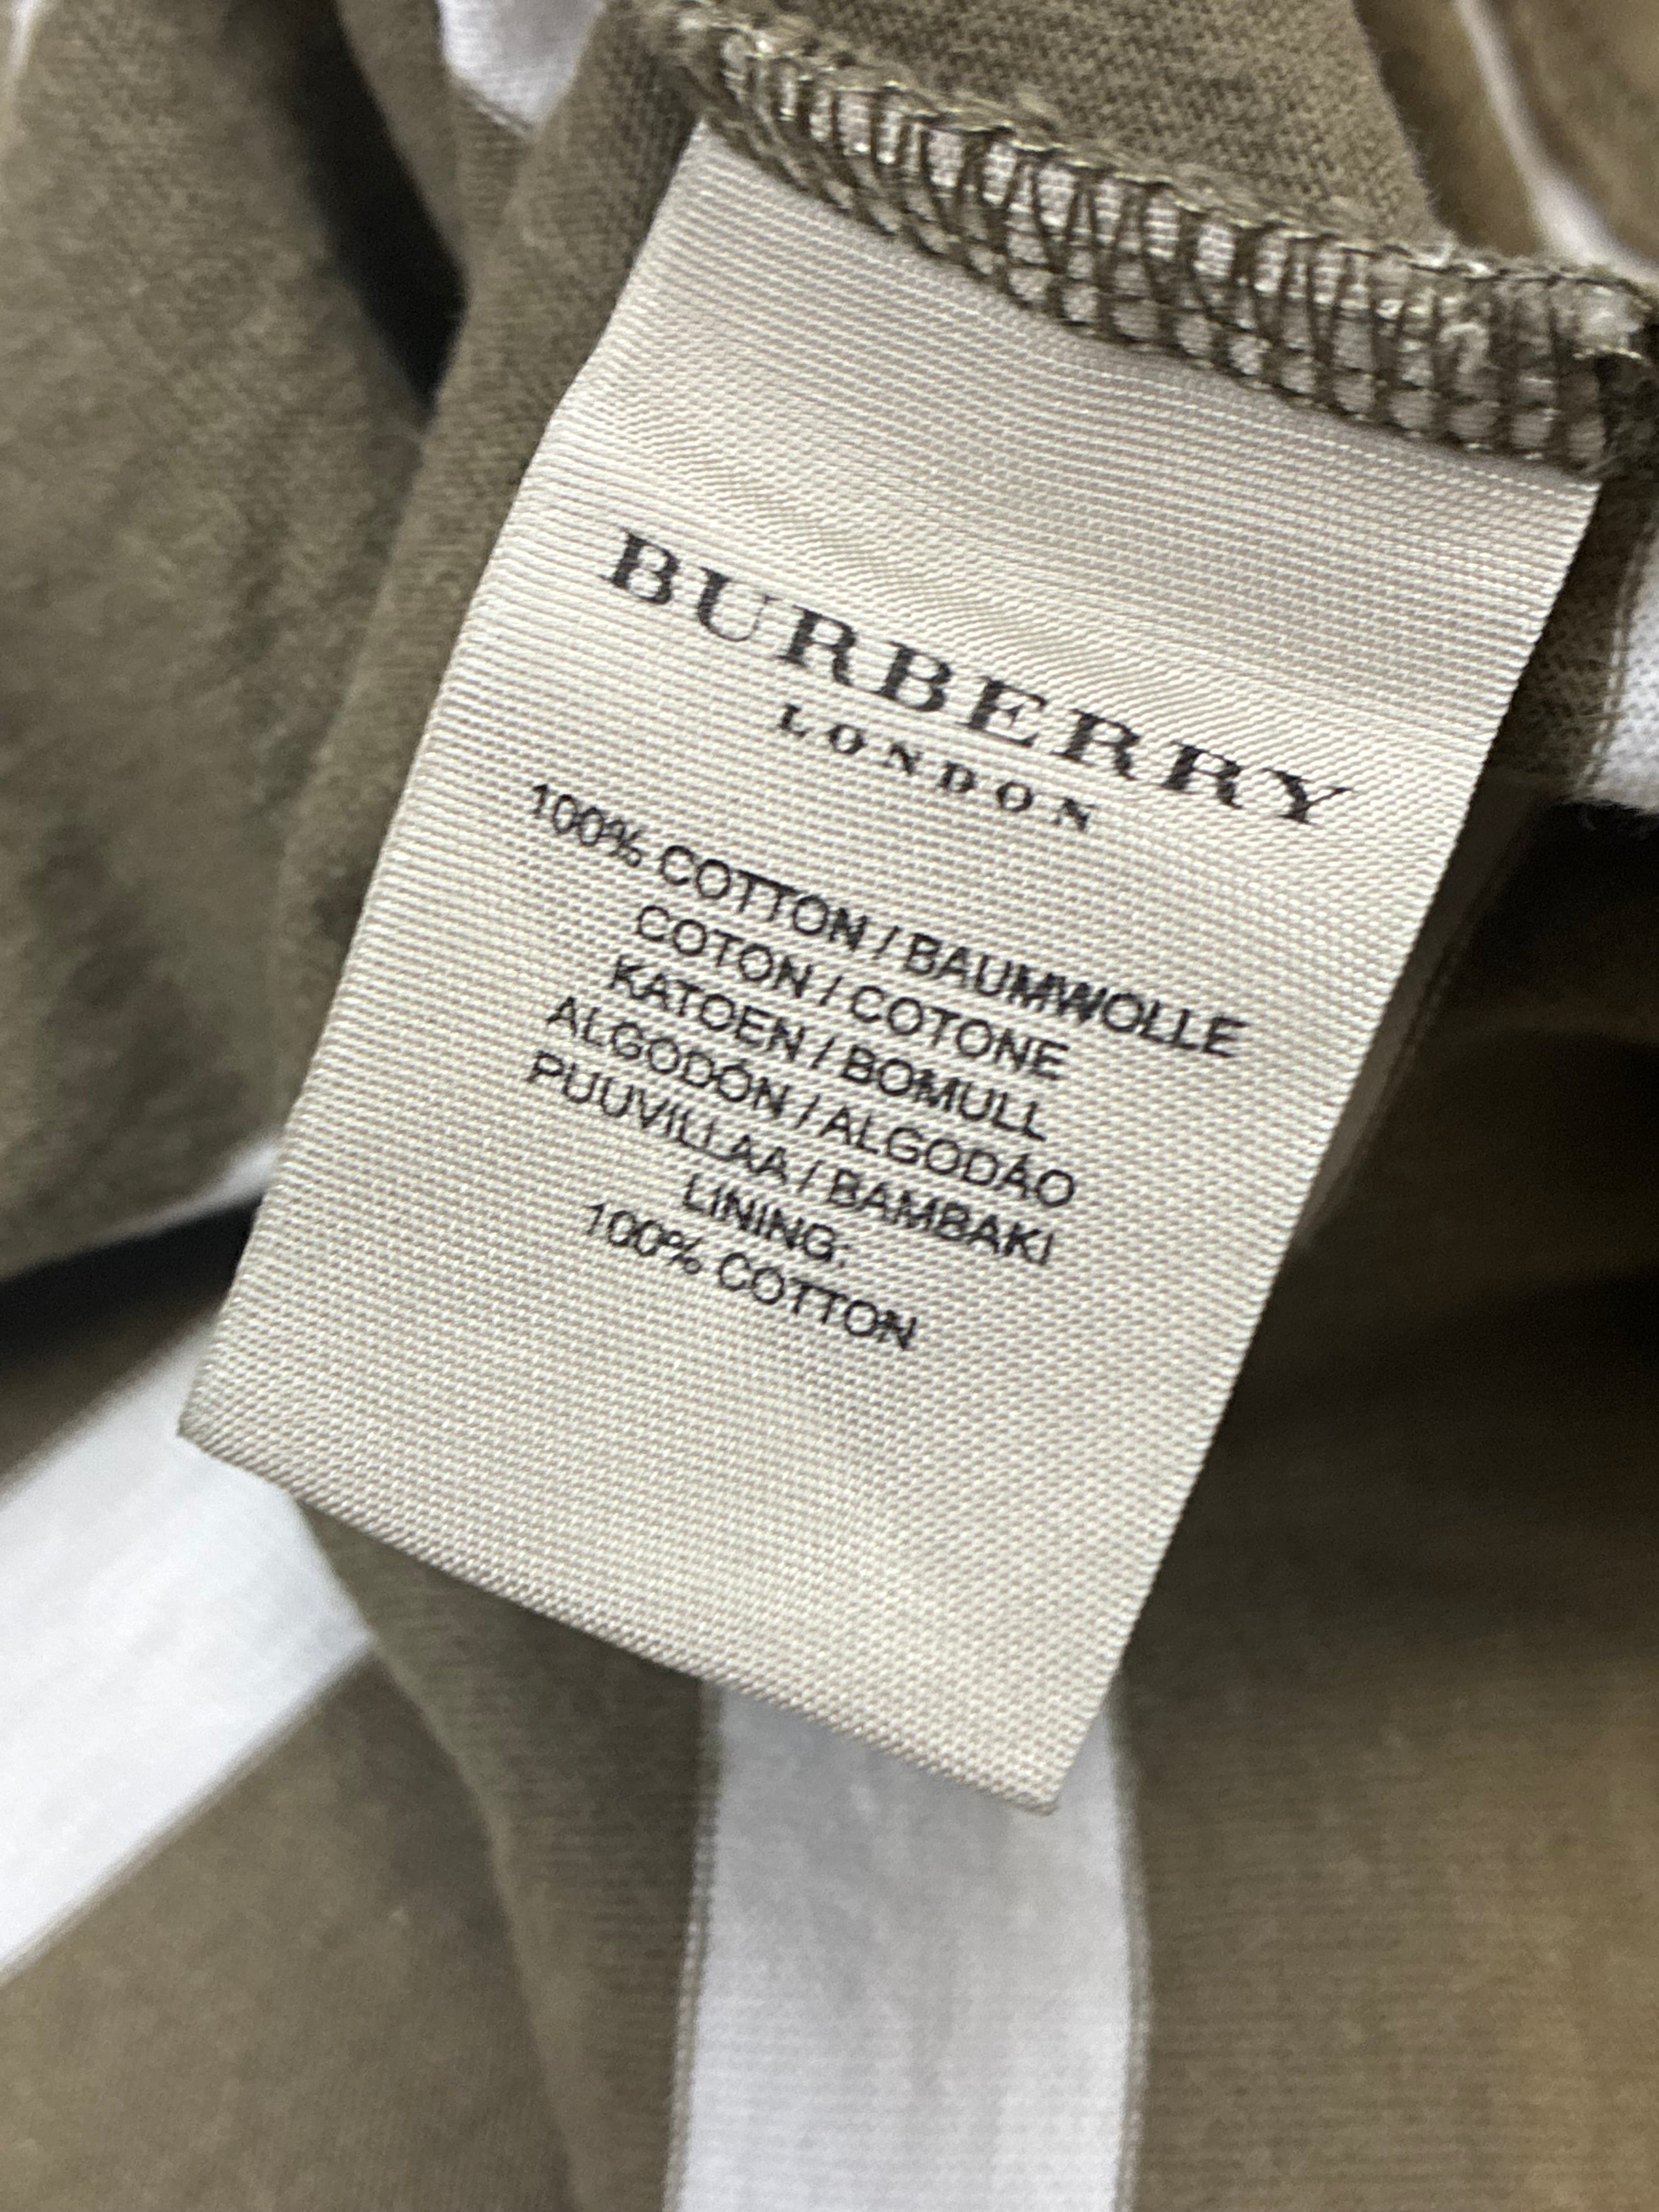 BURBERRY
LONDON
100% COTTON / BAUMWOLLE
COTON / COTONE
KATOEN / BOMULL
ALGODÓN / ALGODÃO
PUUVILLAA / BAMBAKI
LINING:
100% COTTON